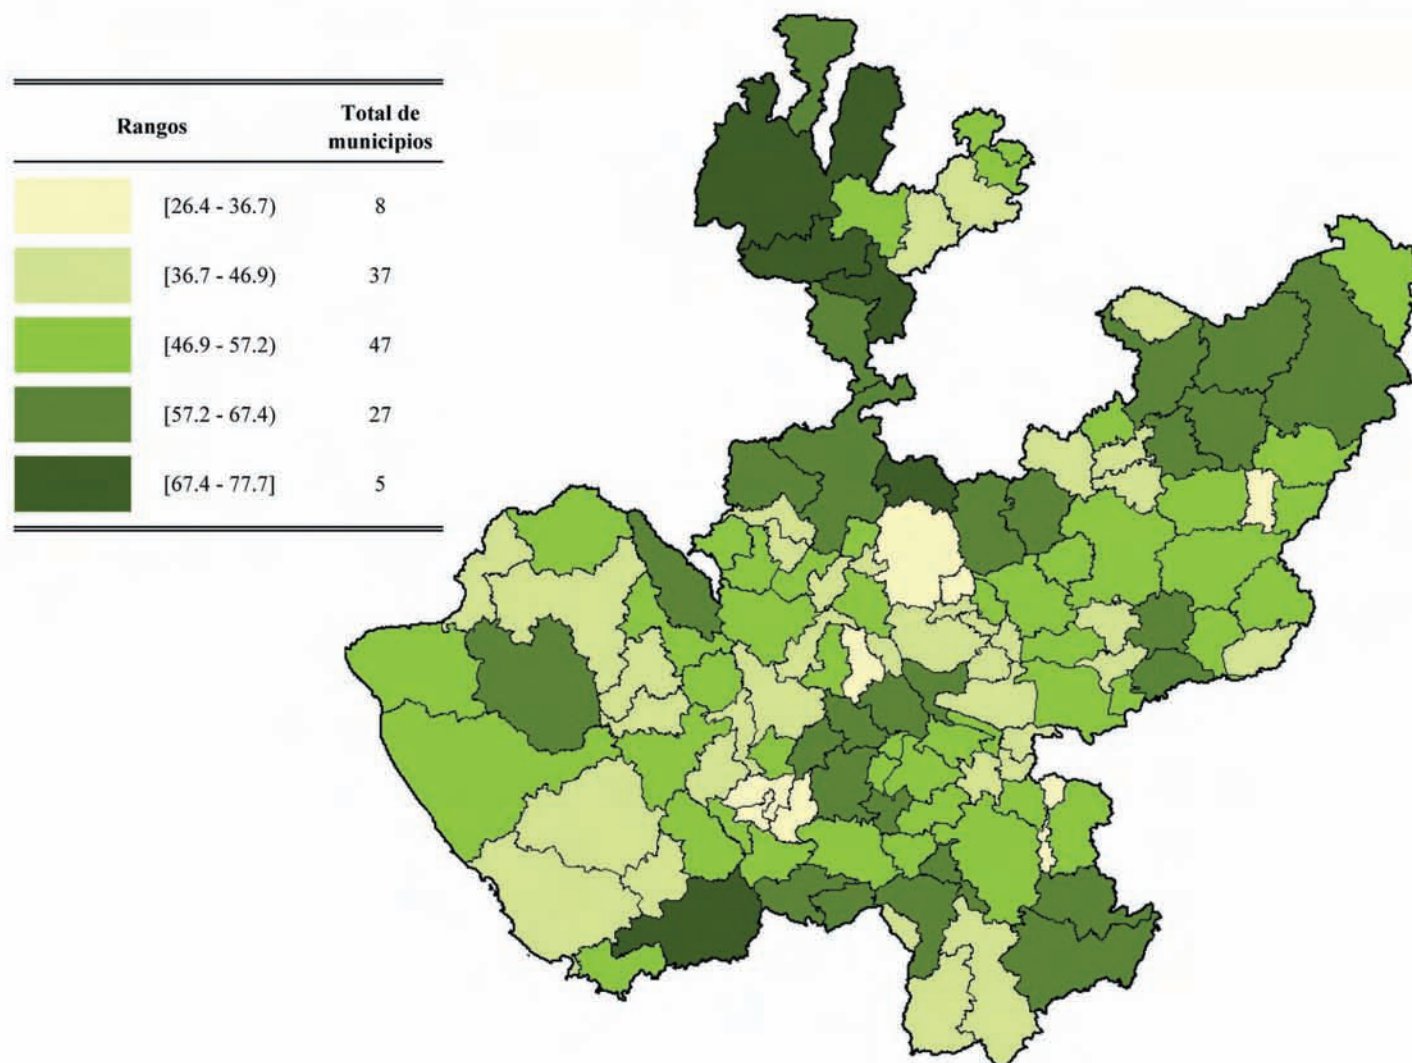 Rangos
Total de
municipios
[26.4 - 36.7) 8
[36.7 - 46.9) 37
[46.9 - 57.2) 47
[57.2 - 67.4) 27
[67.4 - 77.7] 5